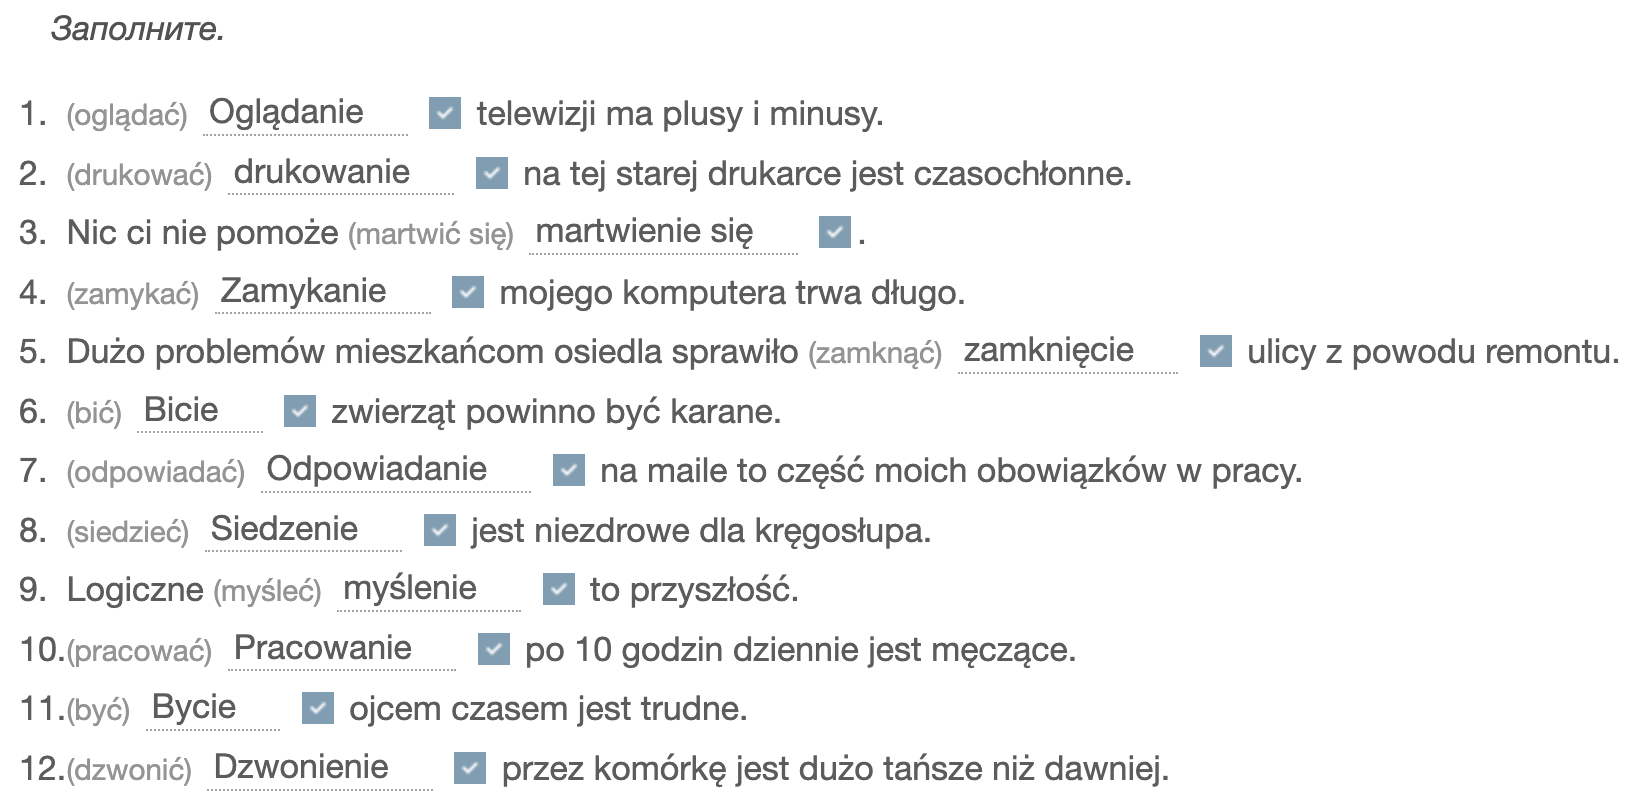 Заполните.
1. (oglądać) Oglądanie telewizji ma plusy i minusy.
2. (drukować) drukowanie na tej starej drukarce jest czasochłonne.
3. Nic ci nie pomoże (martwić się) martwienie się .
4. (zamykać) Zamykanie mojego komputera trwa długo.
5. Dużo problemów mieszkańcom osiedla sprawiło (zamknąć) zamknięcie ulicy z powodu remontu.
6. (bić) Bicie zwierząt powinno być karane.
7. (odpowiadać) Odpowiadanie na maile to część moich obowiązków w pracy.
8. (siedzieć) Siedzenie jest niezdrowe dla kręgosłupa.
9. Logiczne (myśleć) myślenie to przyszłość.
10.(pracować) Pracowanie po 10 godzin dziennie jest męczące.
11.(być) Bycie ojcem czasem jest trudne.
12.(dzwonić) Dzwonienie przez komórkę jest dużo tańsze niż dawniej.